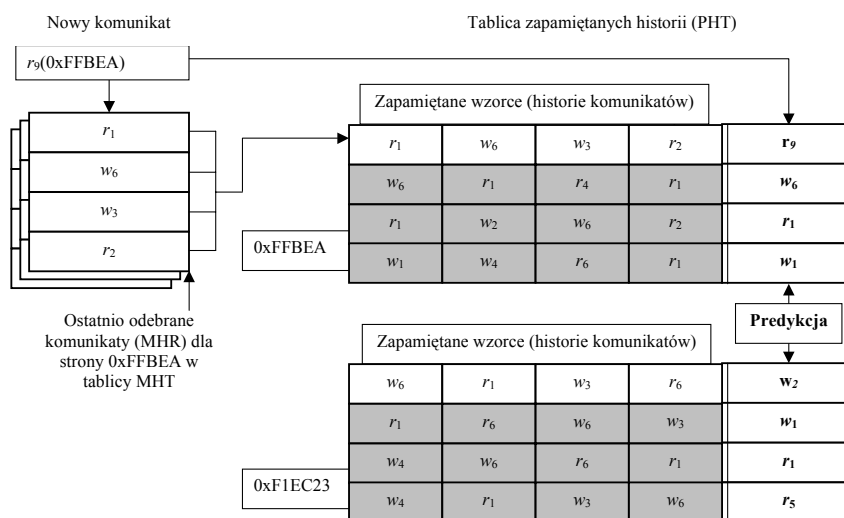 Nowy komunikat
Tablica zapamiętanych historii (PHT)
r₉(0xFFBEA)
Zapamiętane wzorce (historie komunikatów)
r₁
w₆
w₃
r₂
r₁ w₆ w₃ r₂ r₉
w₆ r₁ r₄ r₁ w₆
r₁ w₂ w₆ r₂ r₁
0xFFBEA
w₁ w₄ r₆ r₁ w₁
Ostatnio odebrane
komunikaty (MHR) dla
strony 0xFFBEA w
tablicy MHT
Predykcja
Zapamiętane wzorce (historie komunikatów)
w₆ r₁ w₃ r₆ w₂
r₁ r₆ w₆ w₃ w₁
w₄ w₆ r₆ r₁ r₁
0xF1EC23
w₄ r₁ w₃ w₆ r₅